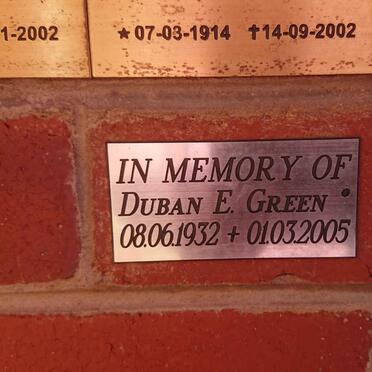 1-2002
★07-03-1914 ✝14-09-2002
IN MEMORY OF
DUBAN E. GREEN
08.06.1932 + 01.03.2005